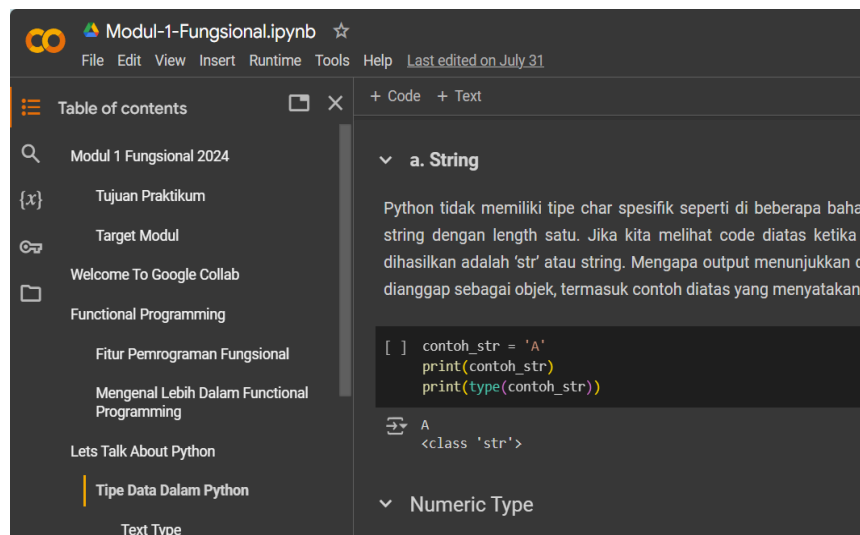 Modul-1-Fungsional.ipynb
File Edit View Insert Runtime Tools Help Last edited on July 31
Table of contents
Modul 1 Fungsional 2024
Tujuan Praktikum
Target Modul
Welcome To Google Collab
Functional Programming
Fitur Pemrograman Fungsional
Mengenal Lebih Dalam Functional
Programming
Lets Talk About Python
Tipe Data Dalam Python
Text Type
+ Code + Text
a. String
Python tidak memiliki tipe char spesifik seperti di beberapa baha
string dengan length satu. Jika kita melihat code diatas ketika
dihasilkan adalah ‘str’ atau string. Mengapa output menunjukkan
dianggap sebagai objek, termasuk contoh diatas yang menyatakan
[ ] contoh_str = 'A'
print(contoh_str)
print(type(contoh_str))
A
<class 'str'>
Numeric Type
{x}